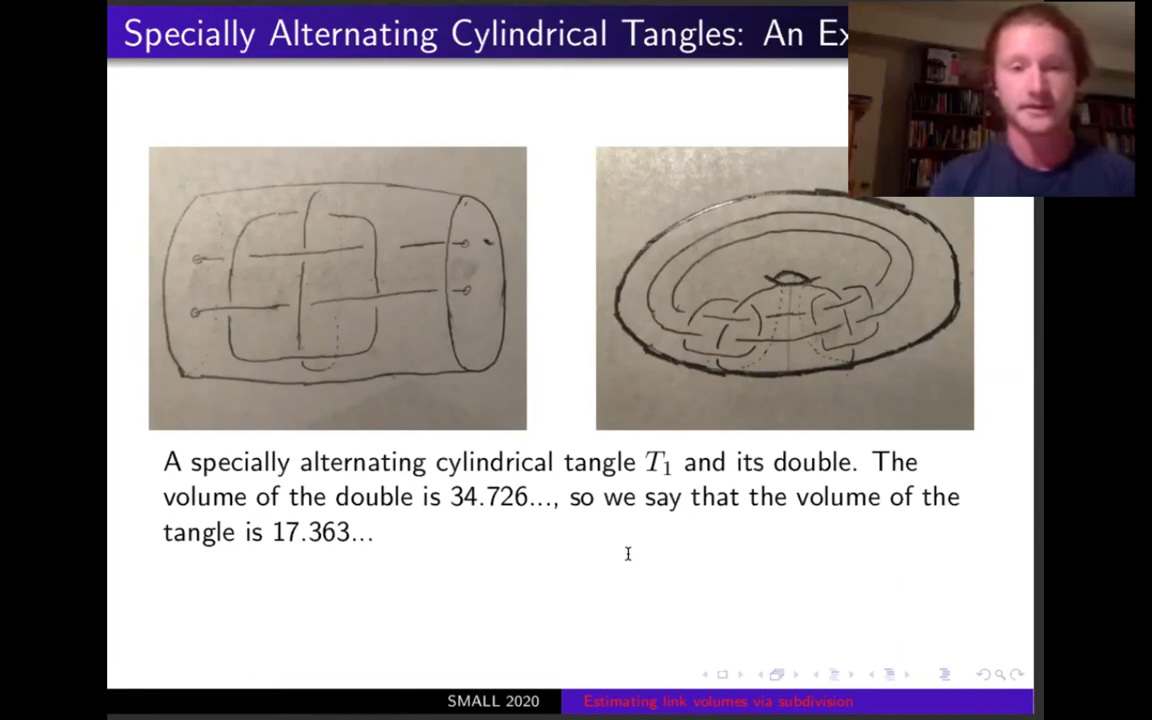 Specially Alternating Cylindrical Tangles: An Ex
A specially alternating cylindrical tangle T₁ and its double. The
volume of the double is 34.726..., so we say that the volume of the
tangle is 17.363...
SMALL 2020
Estimating link volumes via subdivision